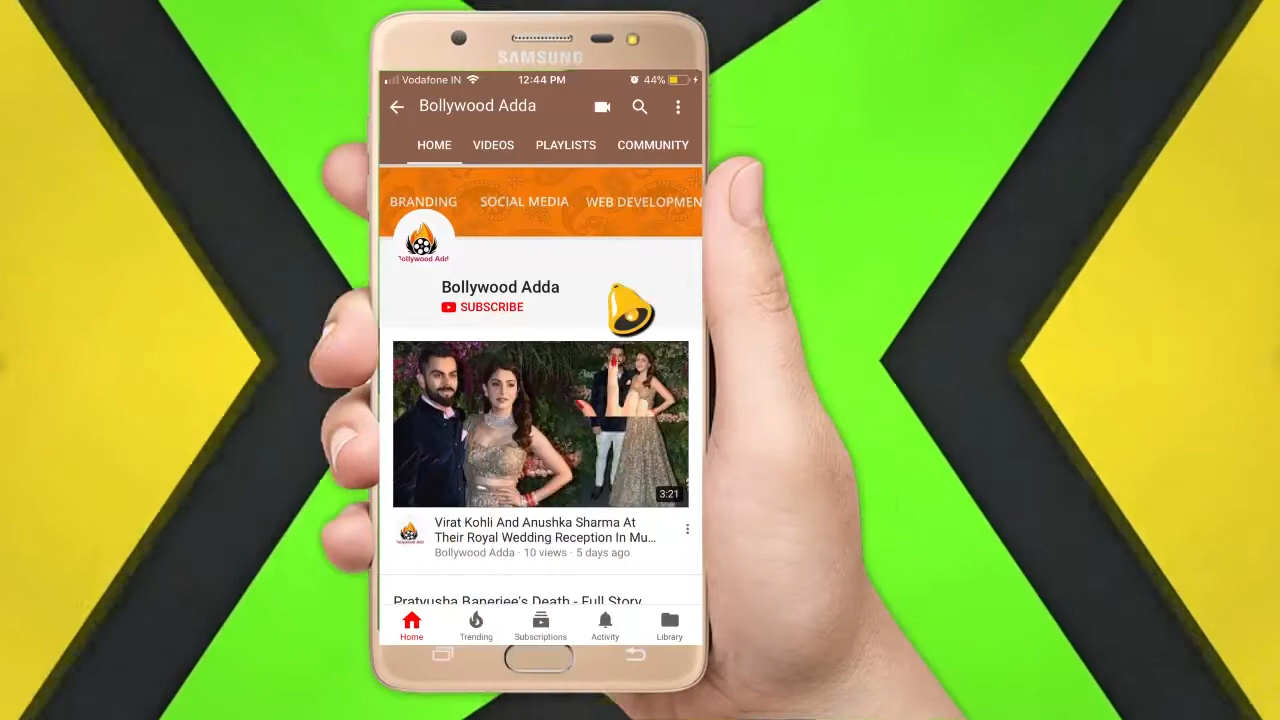 SAMSUNG
Vodafone IN 12:44 PM 44%
Bollywood Adda
HOME VIDEOS PLAYLISTS COMMUNITY
BRANDING SOCIAL MEDIA WEB DEVELOPMEN
Bollywood Add
Bollywood Adda
SUBSCRIBE
3:21
Virat Kohli And Anushka Sharma At
Their Royal Wedding Reception In Mu...
Bollywood Adda · 10 views · 5 days ago
Pratyusha Banerjee's Death - Full Story
Home Trending Subscriptions Activity Library